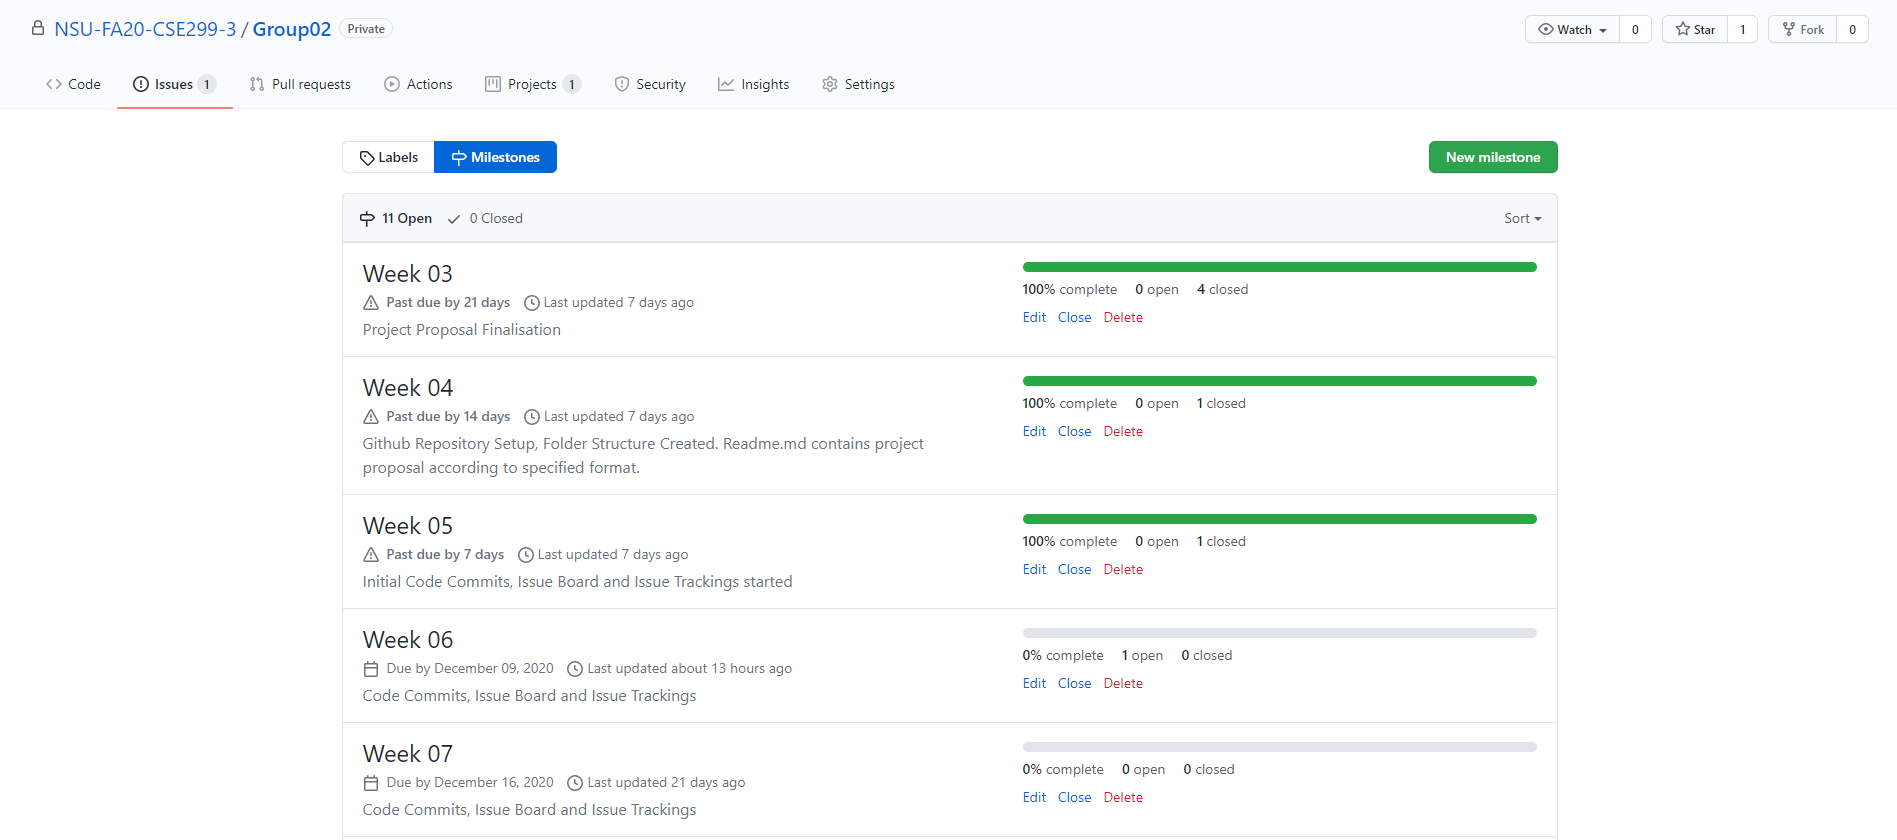 NSU-FA20-CSE299-3 / Group02 Private
Watch 0 Star 1 Fork 0
Code Issues 1 Pull requests Actions Projects 1 Security Insights Settings
Labels Milestones New milestone
11 Open 0 Closed Sort
Week 03
Past due by 21 days Last updated 7 days ago
Project Proposal Finalisation
100% complete 0 open 4 closed
Edit Close Delete
Week 04
Past due by 14 days Last updated 7 days ago
Github Repository Setup, Folder Structure Created. Readme.md contains project
proposal according to specified format.
100% complete 0 open 1 closed
Edit Close Delete
Week 05
Past due by 7 days Last updated 7 days ago
Initial Code Commits, Issue Board and Issue Trackings started
100% complete 0 open 1 closed
Edit Close Delete
Week 06
Due by December 09, 2020 Last updated about 13 hours ago
Code Commits, Issue Board and Issue Trackings
0% complete 1 open 0 closed
Edit Close Delete
Week 07
Due by December 16, 2020 Last updated 21 days ago
Code Commits, Issue Board and Issue Trackings
0% complete 0 open 0 closed
Edit Close Delete